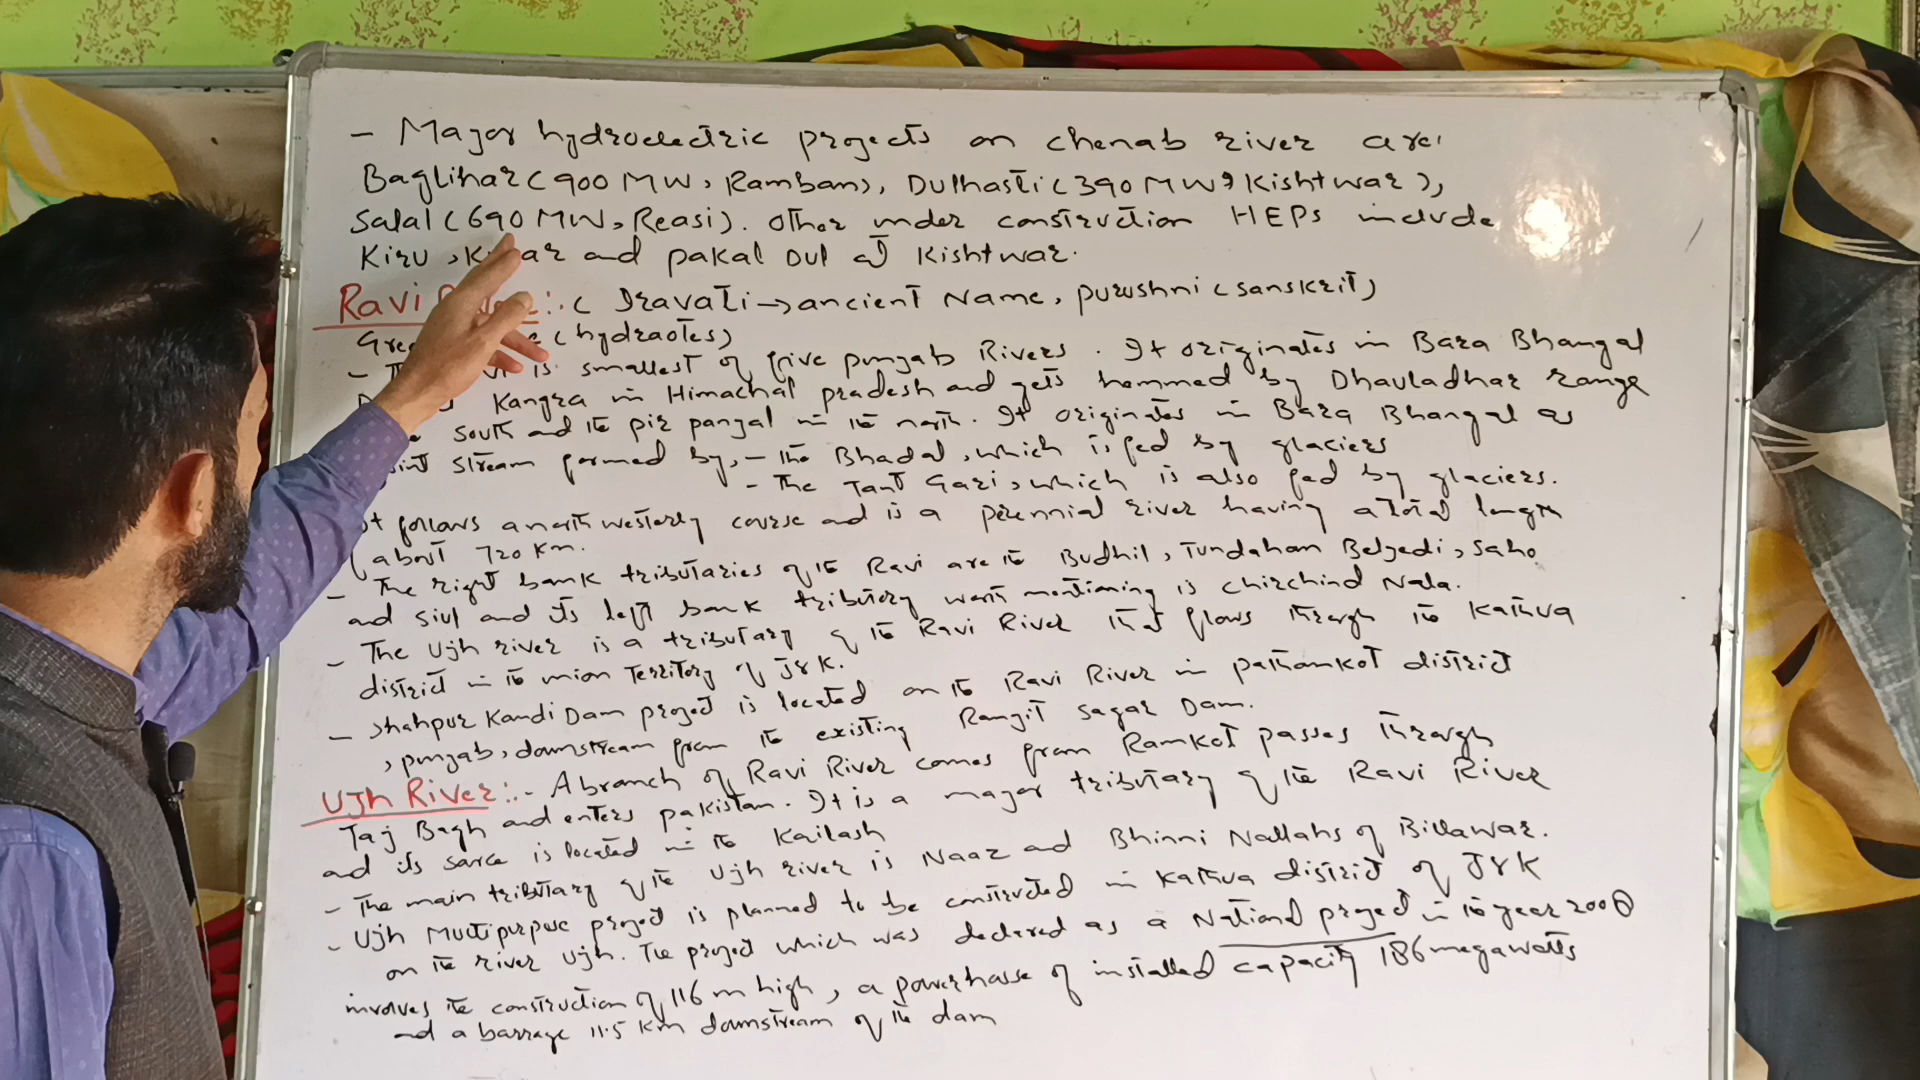 - Major hydroelectric projects on chenab river are:
Baglihar (900 MW, Ramban), Dulhasti (390 MW, Kishtwar),
Salal (690 MW, Reasi). Other under construction HEPs include
Kiru, and pakal Dul at Kishtwar.
Ravi :. ( Iravati → ancient Name, purushni (sanskrit)
(hydraotes)
- is smallest of five punjab Rivers. It originates in Bara Bhangal
Kangra in Himachal pradesh and gets hemmed by Dhauladhar range
South and the pir panjal in the north. It originates in Bara Bhangal as
stream formed by, - The Bhadal, which is fed by glaciers
- The Tant Gari, which is also fed by glaciers.
follows a north westerly course and is a perennial river having a total length
about 720 Km.
- The right bank tributaries of the Ravi are the Budhil, Tundahan Beljedi, Saho
and Siul and its left bank tributary worth mentioning is chirchind Nala.
- The Ujh river is a tributary of the Ravi River that flows through the Kathua
district in the union Territory of J&K.
- Shahpur Kandi Dam project is located on the Ravi River in pathankot district
, punjab, downstream from the existing Ranjit Sagar Dam.
Ujh River:. - A branch of Ravi River comes from Ramkot passes through
Taj Bagh and enters pakistan. It is a major tributary of the Ravi River
and its source is located in the Kailash
- The main tributary of the Ujh river is Naaz and Bhinni Nallahs of Billawar.
- Ujh Multipurpose project is planned to be constructed in Kathua district of J&K
on the river Ujh. The project which was declared as a National project in the year 2008
involves the construction of 116 m high, a powerhouse of installed capacity 186 megawatts
and a barrage 11.5 Km downstream of the dam